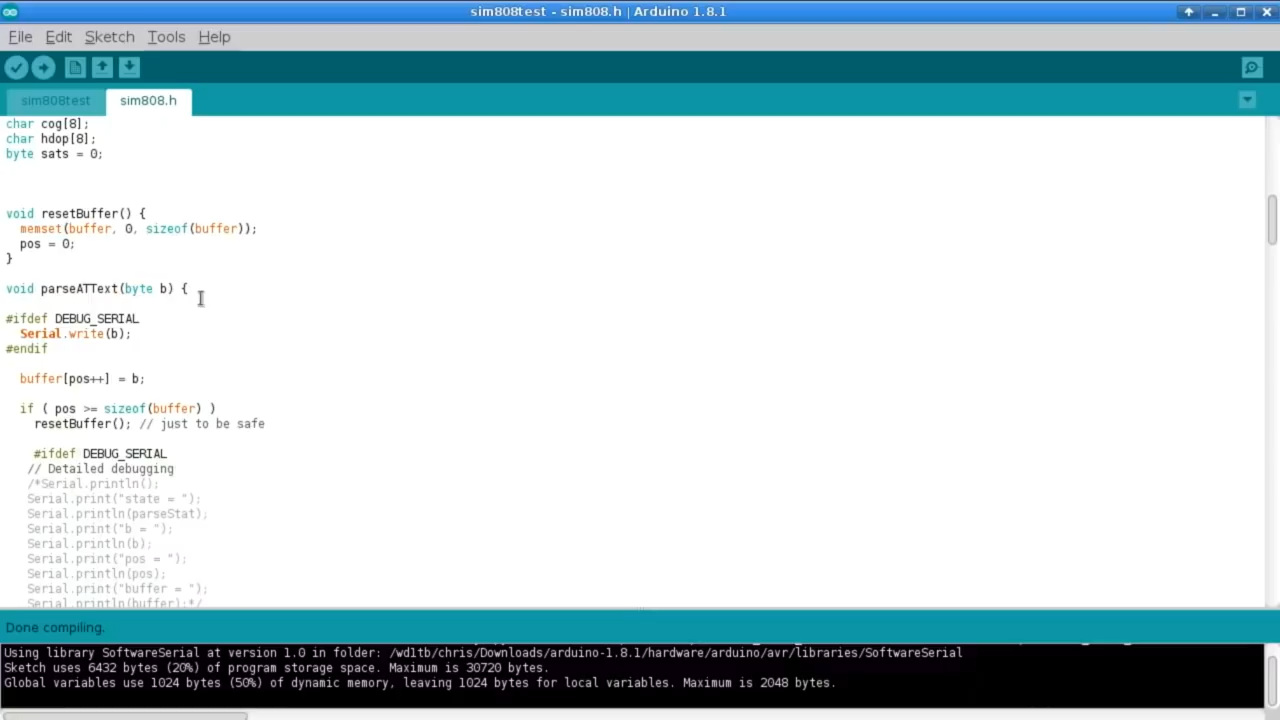 sim808test - sim808.h | Arduino 1.8.1
File Edit Sketch Tools Help
sim808test sim808.h
char cog[8];
char hdop[8];
byte sats = 0;
void resetBuffer() {
  memset(buffer, 0, sizeof(buffer));
  pos = 0;
}
void parseATText(byte b) {
#ifdef DEBUG_SERIAL
  Serial.write(b);
#endif
  buffer[pos++] = b;
  if ( pos >= sizeof(buffer) )
    resetBuffer(); // just to be safe
    #ifdef DEBUG_SERIAL
   // Detailed debugging
   /*Serial.println();
   Serial.print("state = ");
   Serial.println(parseStat);
   Serial.print("b = ");
   Serial.println(b);
   Serial.print("pos = ");
   Serial.println(pos);
   Serial.print("buffer = ");
   Serial.println(buffer);*/
Done compiling.
Using library SoftwareSerial at version 1.0 in folder: /wd1tb/chris/Downloads/arduino-1.8.1/hardware/arduino/avr/libraries/SoftwareSerial
Sketch uses 6432 bytes (20%) of program storage space. Maximum is 30720 bytes.
Global variables use 1024 bytes (50%) of dynamic memory, leaving 1024 bytes for local variables. Maximum is 2048 bytes.